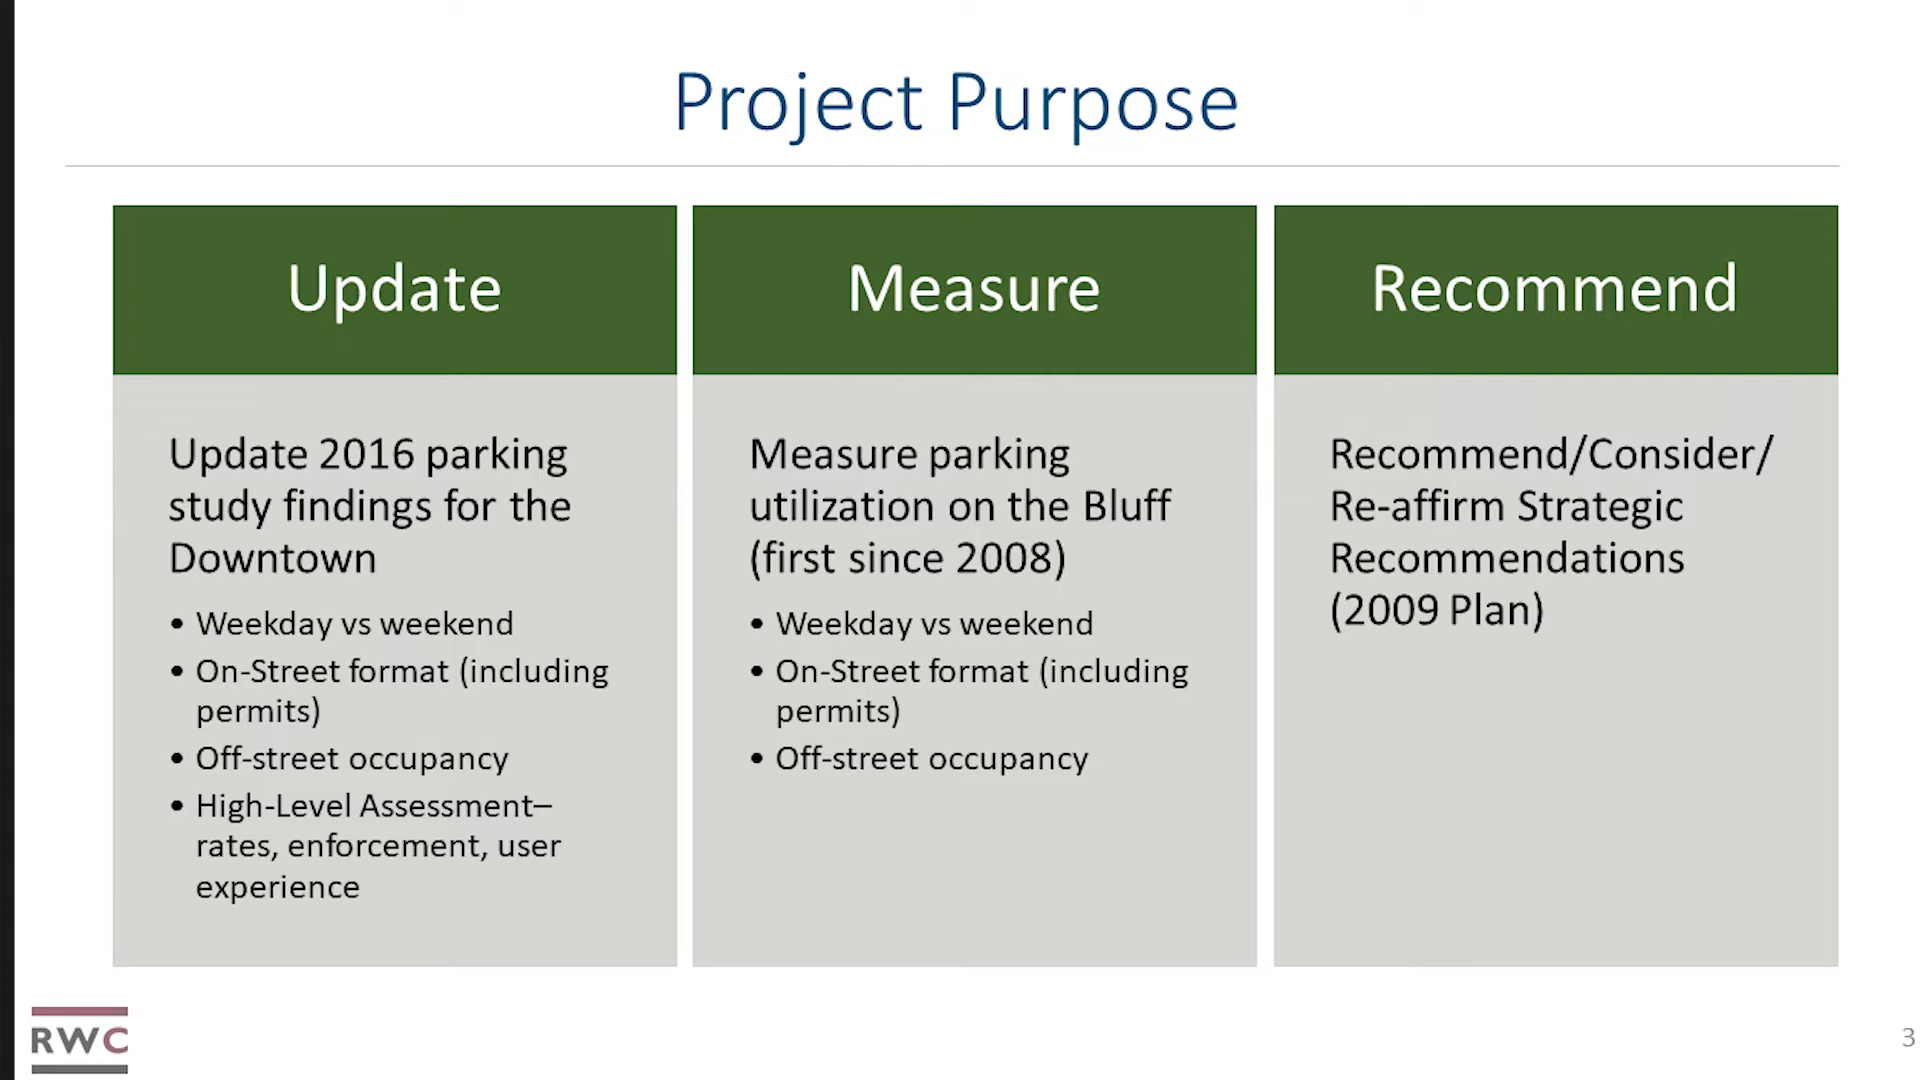 Project Purpose
Update
Update 2016 parking
study findings for the
Downtown
• Weekday vs weekend
• On-Street format (including
permits)
• Off-street occupancy
• High-Level Assessment–
rates, enforcement, user
experience
Measure
Measure parking
utilization on the Bluff
(first since 2008)
• Weekday vs weekend
• On-Street format (including
permits)
• Off-street occupancy
Recommend
Recommend/Consider/
Re-affirm Strategic
Recommendations
(2009 Plan)
RWC
3